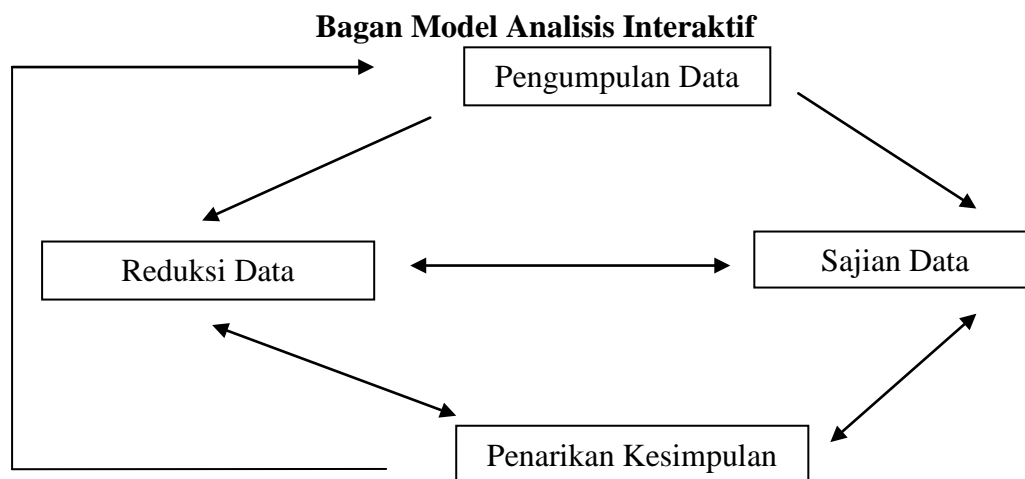 Bagan Model Analisis Interaktif
Pengumpulan Data
Reduksi Data
Sajian Data
Penarikan Kesimpulan